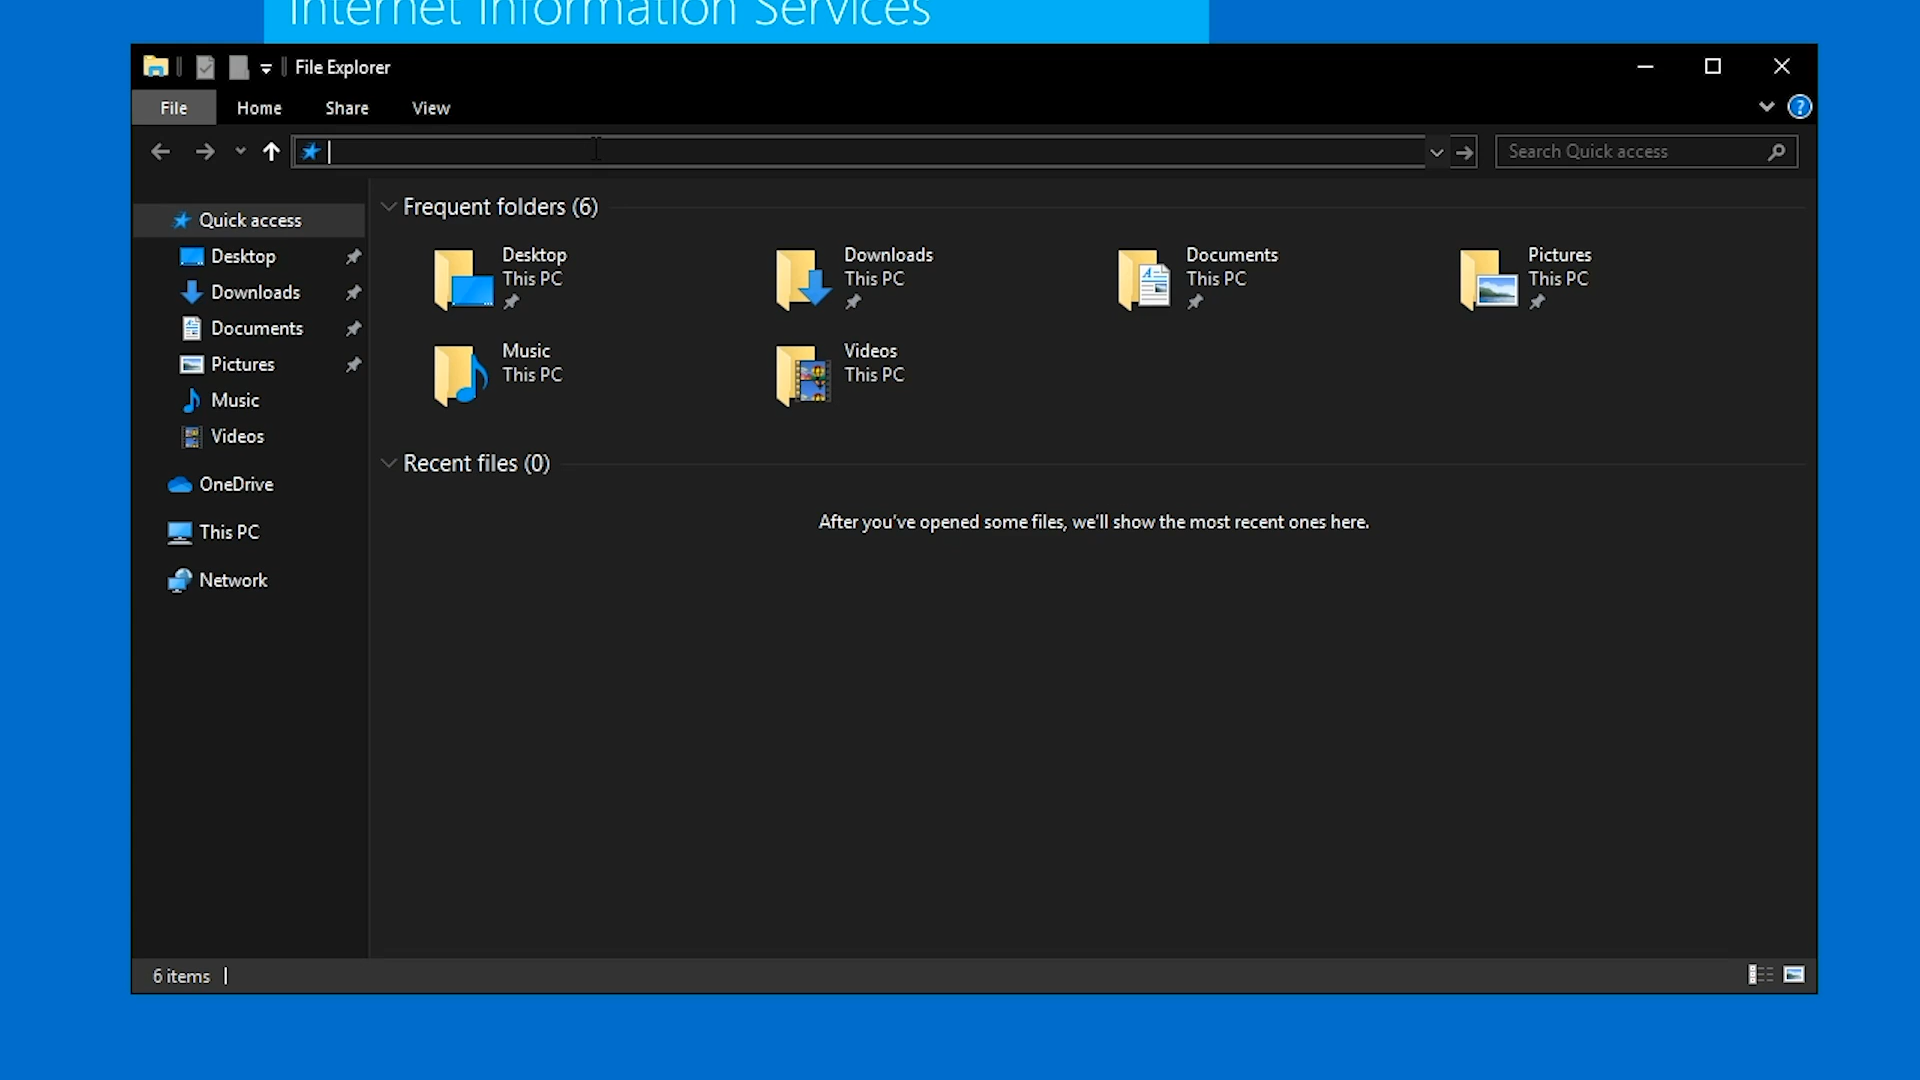 Internet Information Services
File Explorer
File Home Share View
Search Quick access
Quick access
Desktop
Downloads
Documents
Pictures
Music
Videos
OneDrive
This PC
Network
Frequent folders (6)
Desktop
This PC
Downloads
This PC
Documents
This PC
Pictures
This PC
Music
This PC
Videos
This PC
Recent files (0)
After you've opened some files, we'll show the most recent ones here.
6 items